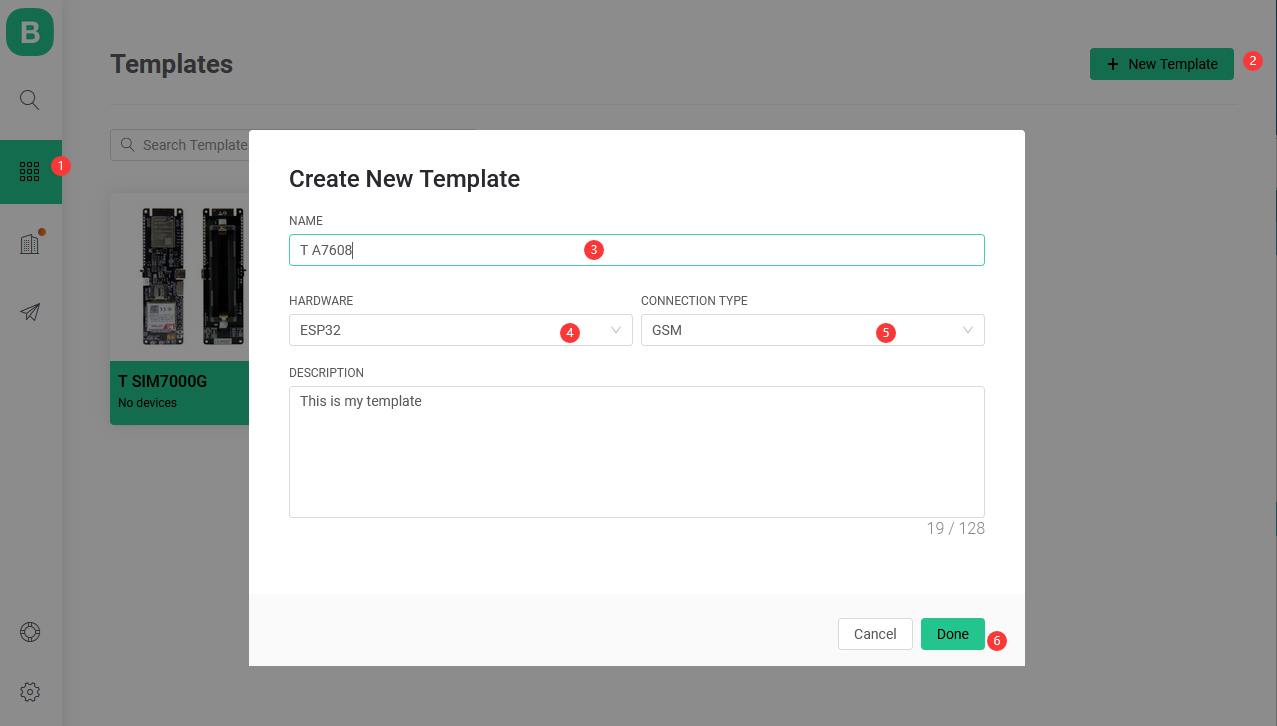 B
Templates
+ New Template
2
Search Template
1
Create New Template
NAME
T A7608
3
HARDWARE
CONNECTION TYPE
ESP32
4
GSM
5
DESCRIPTION
This is my template
19 / 128
T SIM7000G
No devices
Cancel
Done
6